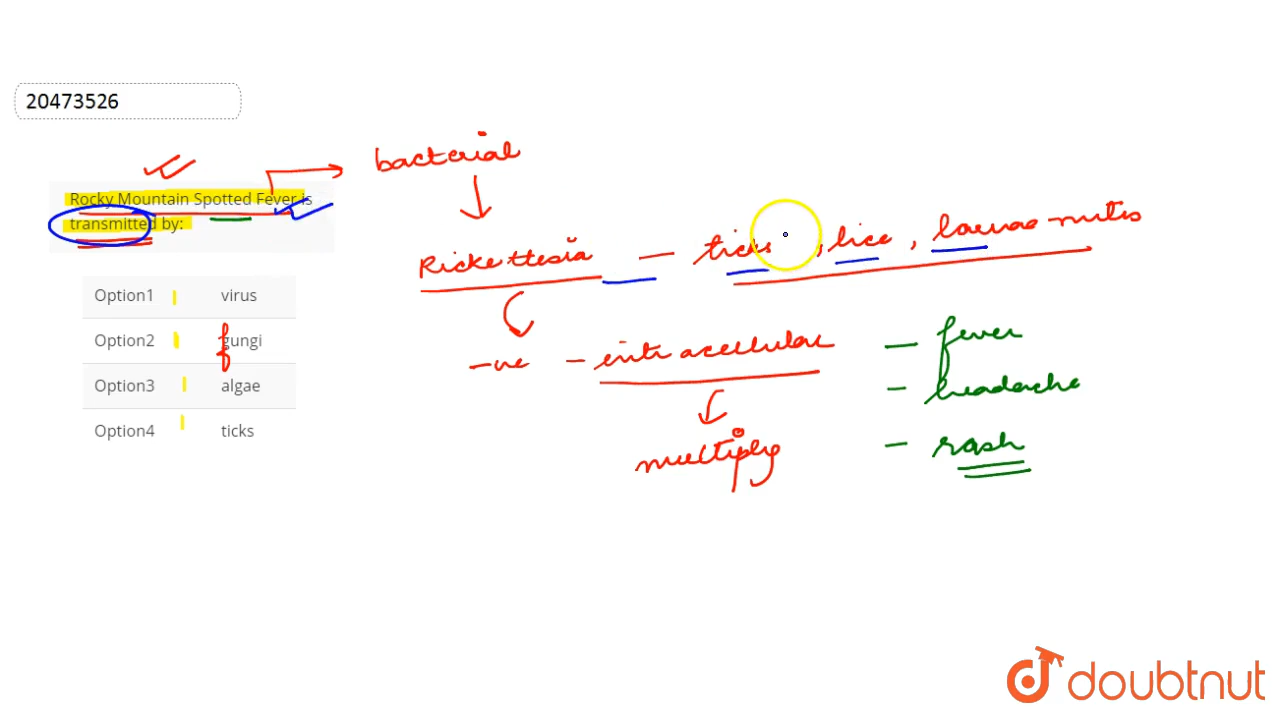 20473526
bacterial
Rocky Mountain Spotted Fever is
transmitted by:
Rickettesia — ticks, lice, larvae mites
Option1 virus
Option2 fungi
Option3 algae
Option4 ticks
-ve - intracellular
multiply
— fever
- headache
- rash
doubtnut